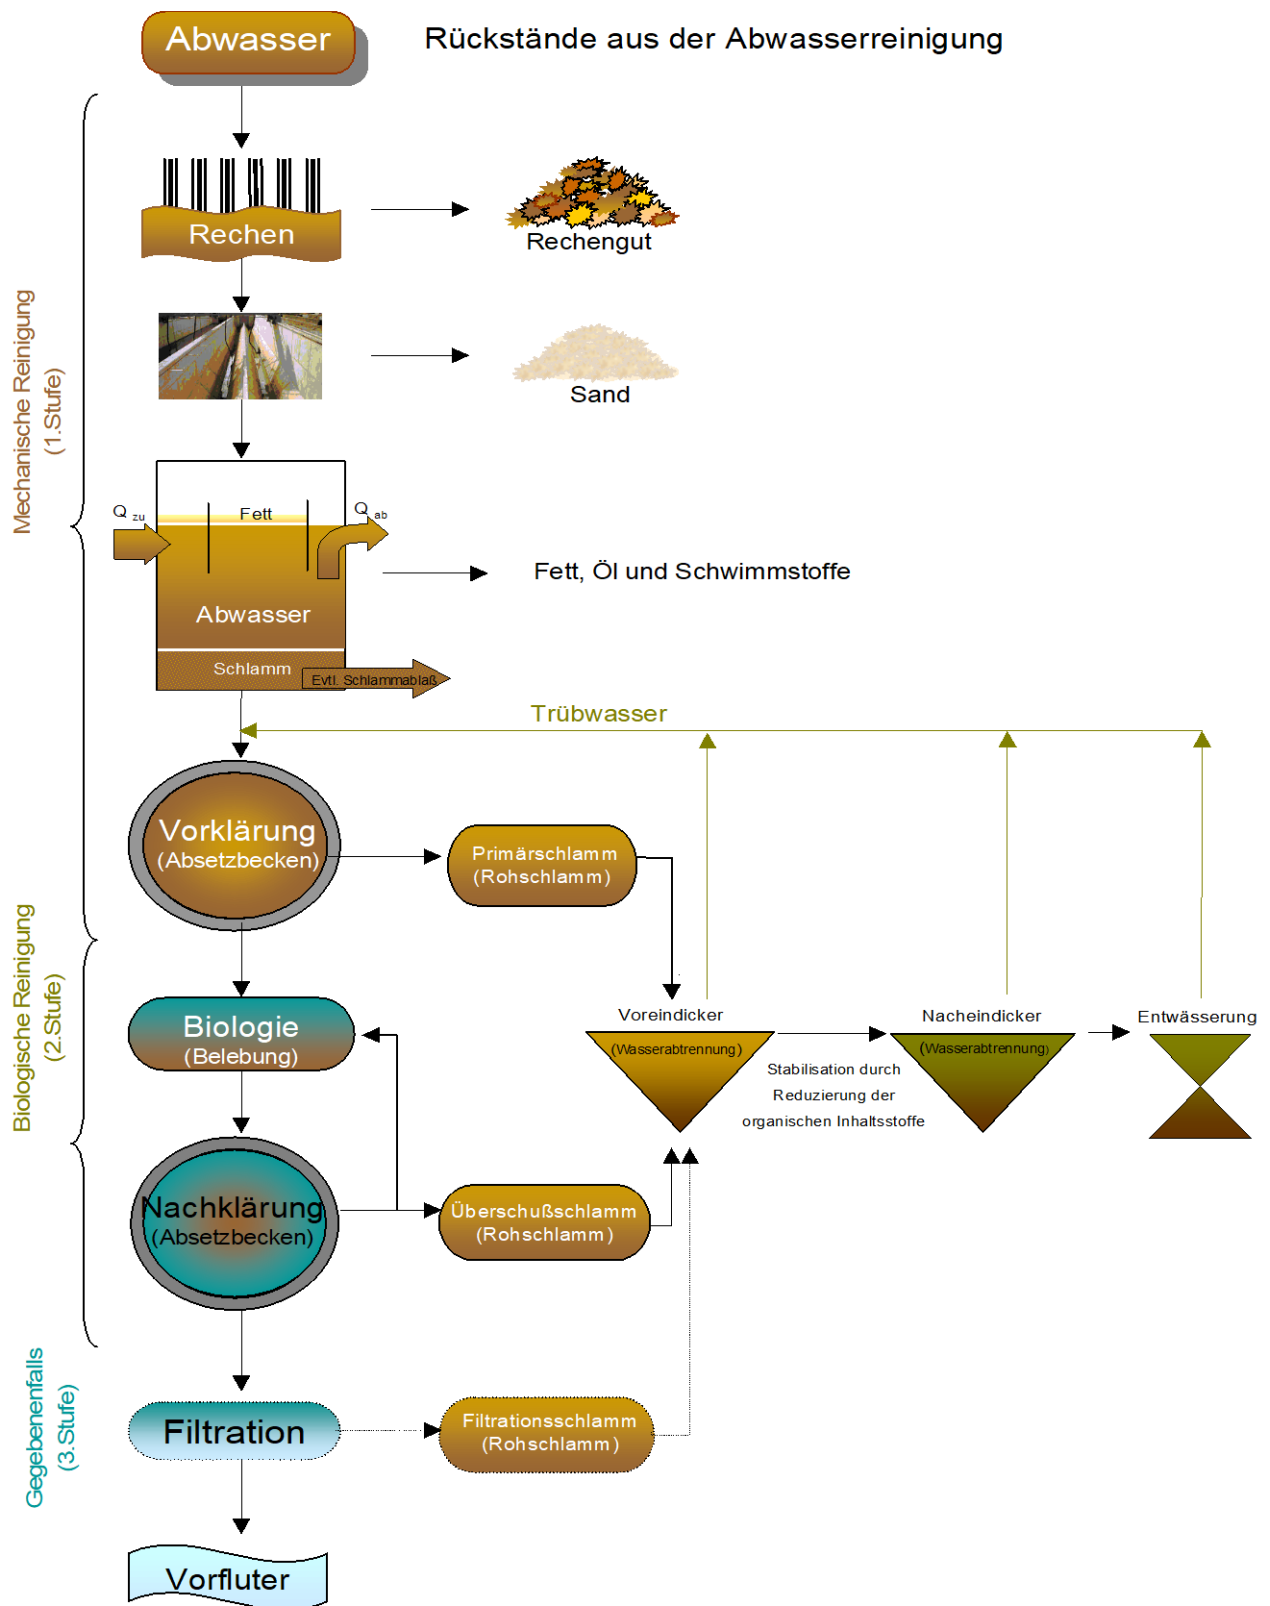 Abwasser
Rückstände aus der Abwasserreinigung
Mechanische Reinigung
(1.Stufe)
Rechen
Rechengut
Sand
Q zu
Fett
Q ab
Abwasser
Schlamm
Evtl. Schlammablaß
Fett, Öl und Schwimmstoffe
Trübwasser
Vorklärung
(Absetzbecken)
Primärschlamm
(Rohschlamm)
Biologische Reinigung
(2.Stufe)
Biologie
(Belebung)
Voreindicker
(Wasserabtrennung)
Stabilisation durch
Reduzierung der
organischen Inhaltsstoffe
Nacheindicker
(Wasserabtrennung)
Entwässerung
Nachklärung
(Absetzbecken)
Überschußschlamm
(Rohschlamm)
Gegebenenfalls
(3.Stufe)
Filtration
Filtrationsschlamm
(Rohschlamm)
Vorfluter